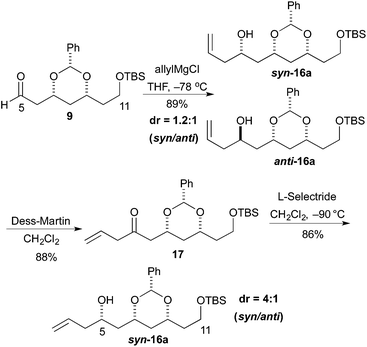 Ph
O
O
OTBS
O
H
5
11
9
allylMgCl
THF, –78 ºC
89%
dr = 1.2:1
(syn/anti)
Ph
OH
O
O
OTBS
syn-16a
Ph
OH
O
O
OTBS
anti-16a
Dess-Martin
CH2Cl2
88%
Ph
O
O
O
OTBS
17
L-Selectride
CH2Cl2, –90 °C
86%
Ph
OH
O
O
OTBS
5
11
syn-16a
dr = 4:1
(syn/anti)